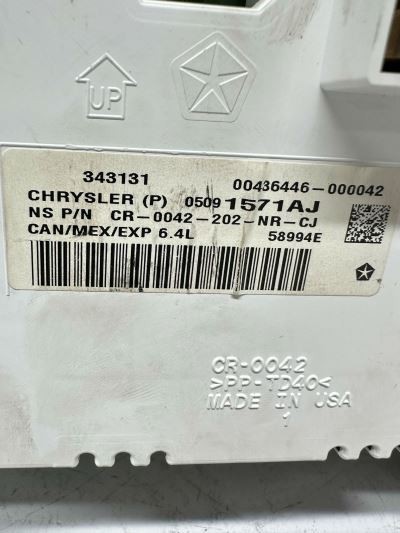 UP
343131 00436446-000042
CHRYSLER (P) 05091571AJ
NS P/N CR-0042-202-NR-CJ
CAN/MEX/EXP 6.4L 58994E
CR-0042
>PP-TD40<
MADE IN USA
1